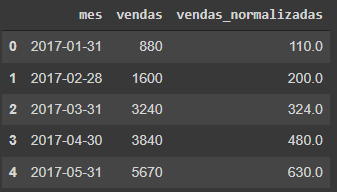 mes vendas vendas_normalizadas
0 2017-01-31 880 110.0
1 2017-02-28 1600 200.0
2 2017-03-31 3240 324.0
3 2017-04-30 3840 480.0
4 2017-05-31 5670 630.0